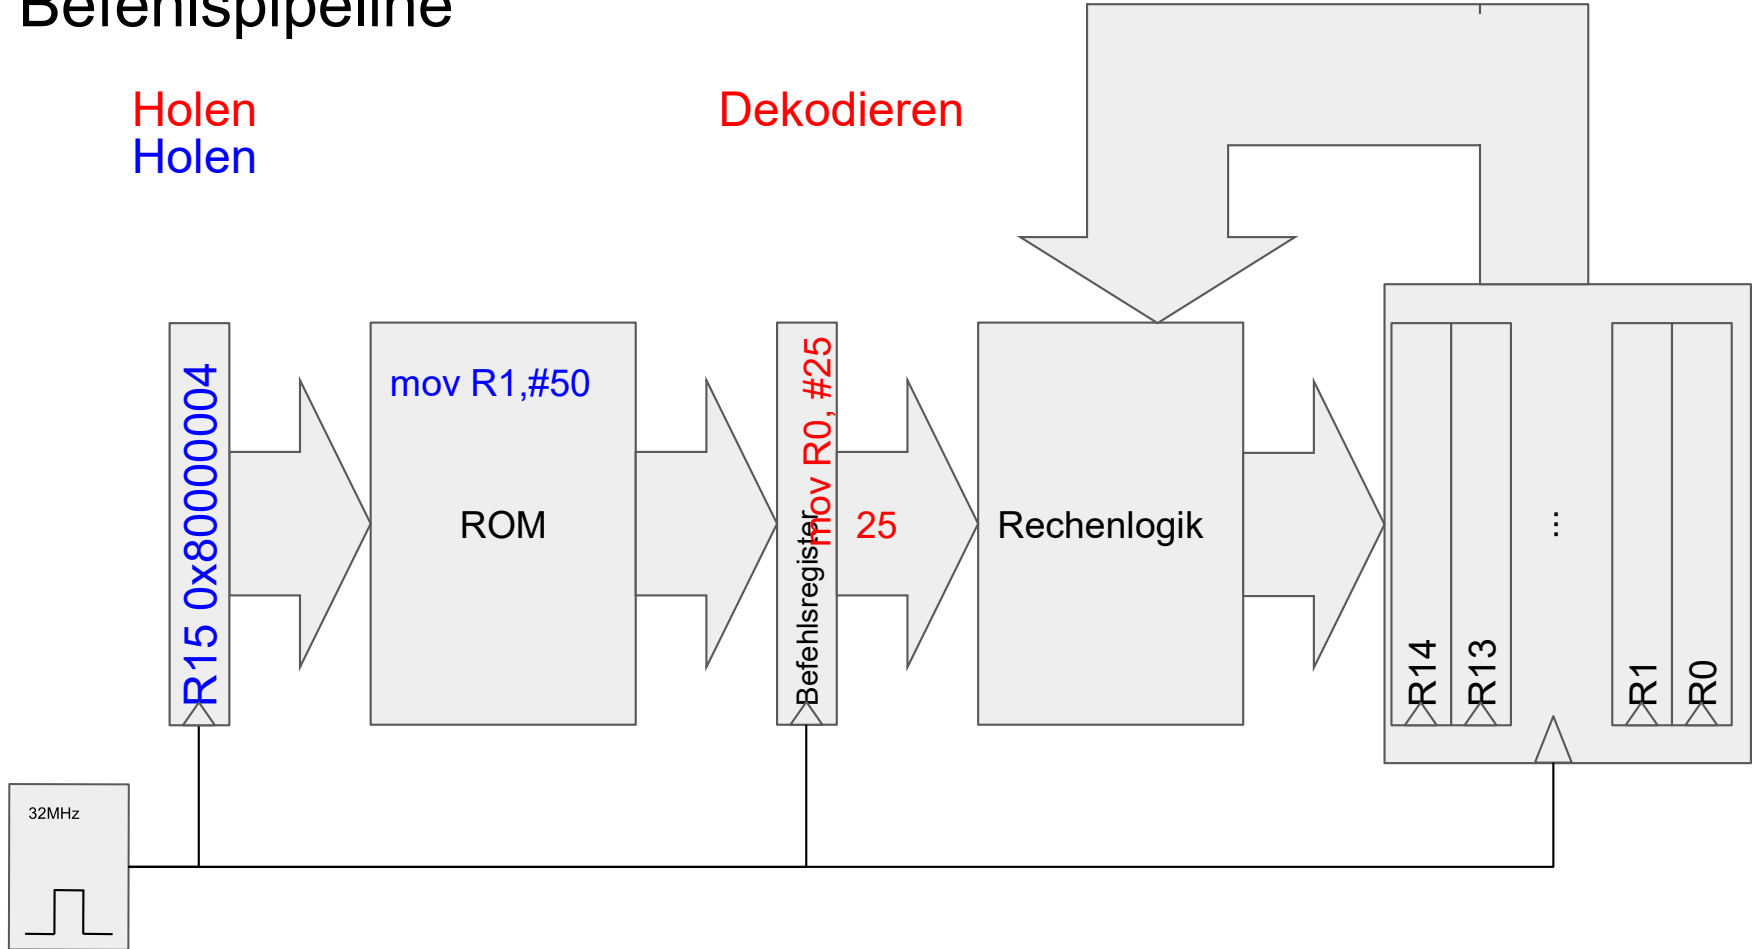 Befehlspipeline
Holen
Holen
Dekodieren
R15 0x80000004
mov R1,#50
ROM
Befehlsregister
mov R0, #25
25
Rechenlogik
R14
R13
...
R1
R0
32MHz